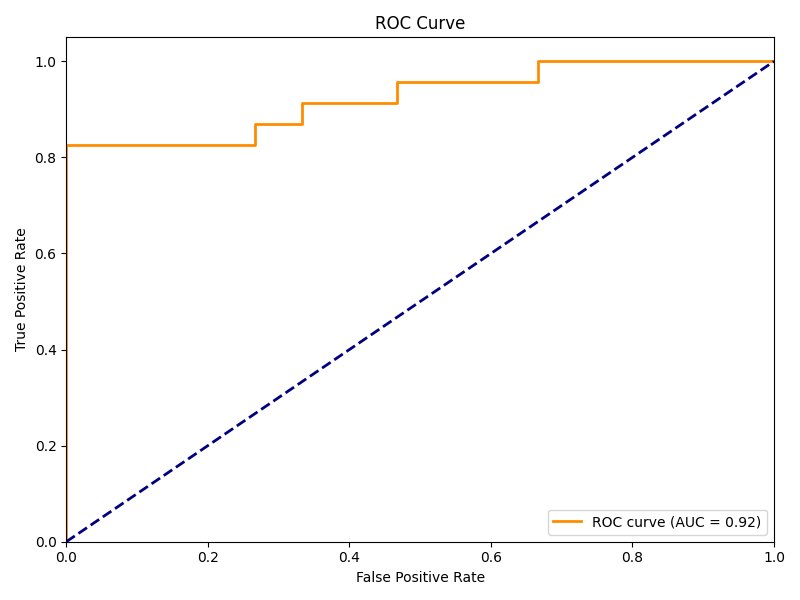 ROC Curve
True Positive Rate
1.0
0.8
0.6
0.4
0.2
0.0
0.0 0.2 0.4 0.6 0.8 1.0
False Positive Rate
ROC curve (AUC = 0.92)